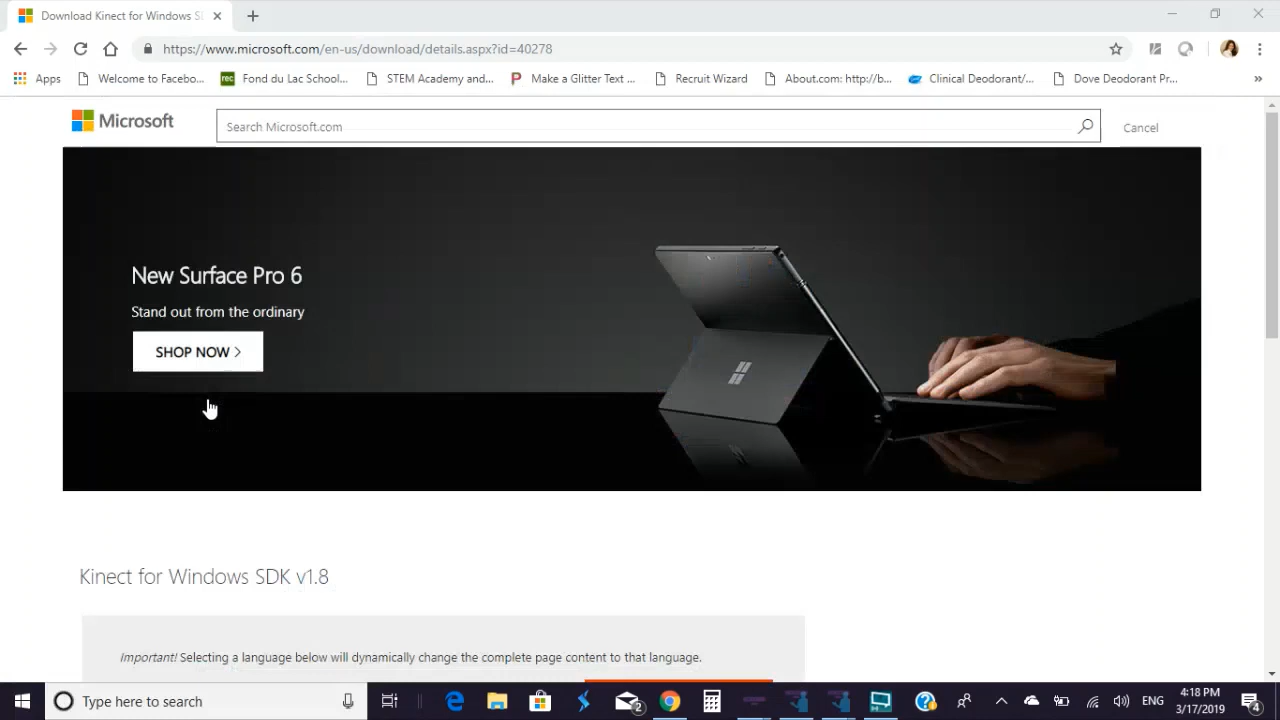 Download Kinect for Windows S
https://www.microsoft.com/en-us/download/details.aspx?id=40278
Apps
Welcome to Facebo...
rec
Fond du Lac School...
STEM Academy and...
Make a Glitter Text ...
Recruit Wizard
About.com: http://b...
Clinical Deodorant/...
Dove Deodorant Pr...
»
Microsoft
Search Microsoft.com
Cancel
New Surface Pro 6
Stand out from the ordinary
SHOP NOW >
Kinect for Windows SDK v1.8
Important! Selecting a language below will dynamically change the complete page content to that language.
Type here to search
2
ENG
4:18 PM
3/17/2019
4